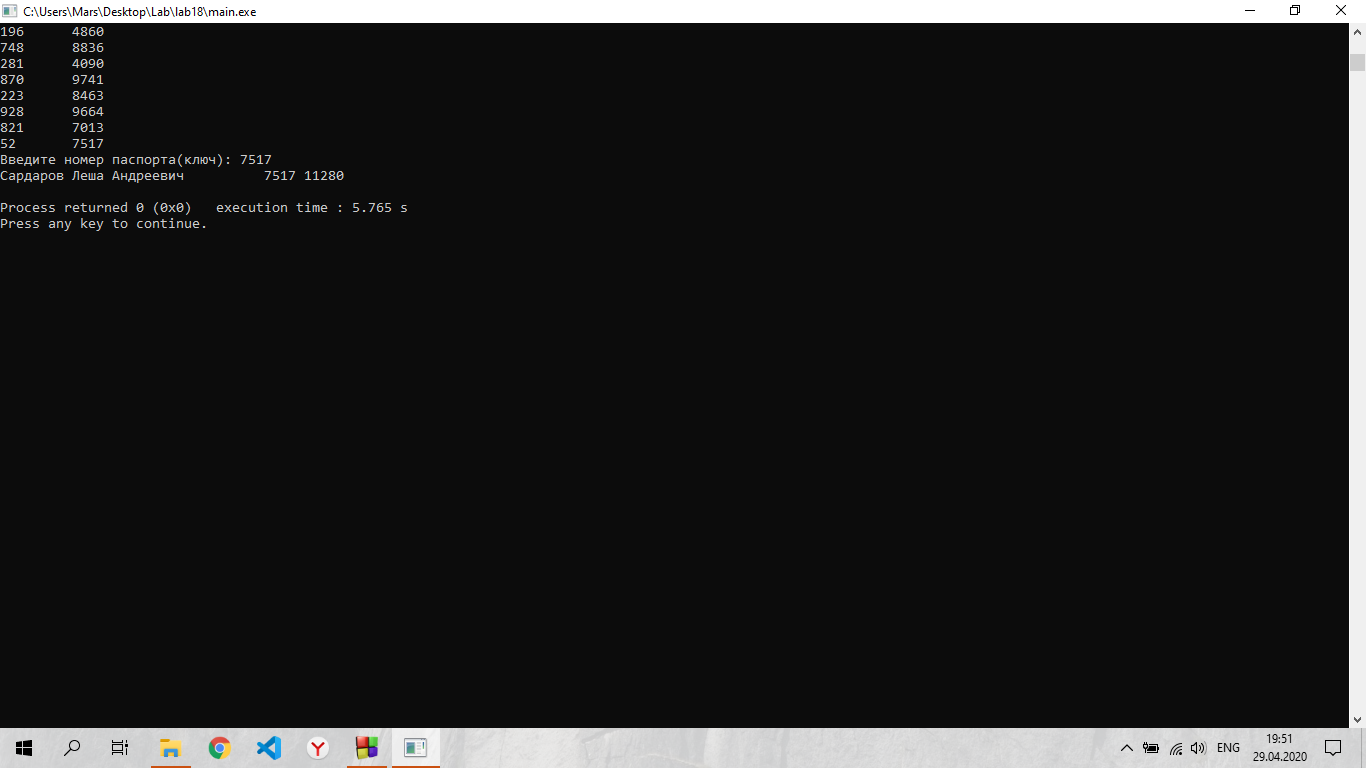 C:\Users\Mars\Desktop\Lab\lab18\main.exe
196 4860
748 8836
281 4090
870 9741
223 8463
928 9664
821 7013
52 7517
Введите номер паспорта(ключ): 7517
Сардаров Леша Андреевич 7517 11280
Process returned 0 (0x0) execution time : 5.765 s
Press any key to continue.
ENG
19:51
29.04.2020